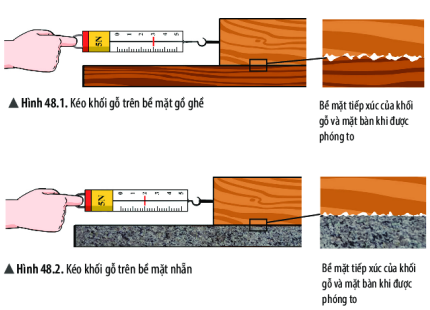 5N
0 1 2 3 4 5
▲ Hình 48.1. Kéo khối gỗ trên bề mặt gồ ghề
Bề mặt tiếp xúc của khối
gỗ và mặt bàn khi được
phóng to
5N
0 1 2 3 4 5
▲ Hình 48.2. Kéo khối gỗ trên bề mặt nhẵn
Bề mặt tiếp xúc của khối
gỗ và mặt bàn khi được
phóng to